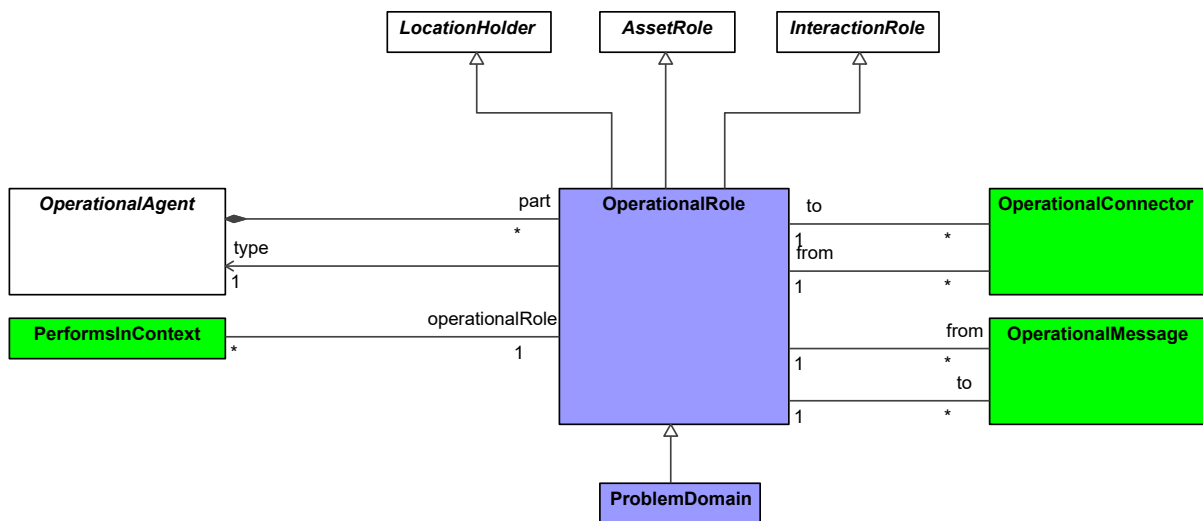 LocationHolder
AssetRole
InteractionRole
OperationalAgent
part
*
type
1
OperationalRole
to
1
*
from
1
*
OperationalConnector
PerformsInContext
*
operationalRole
1
from
1
*
to
1
*
OperationalMessage
ProblemDomain